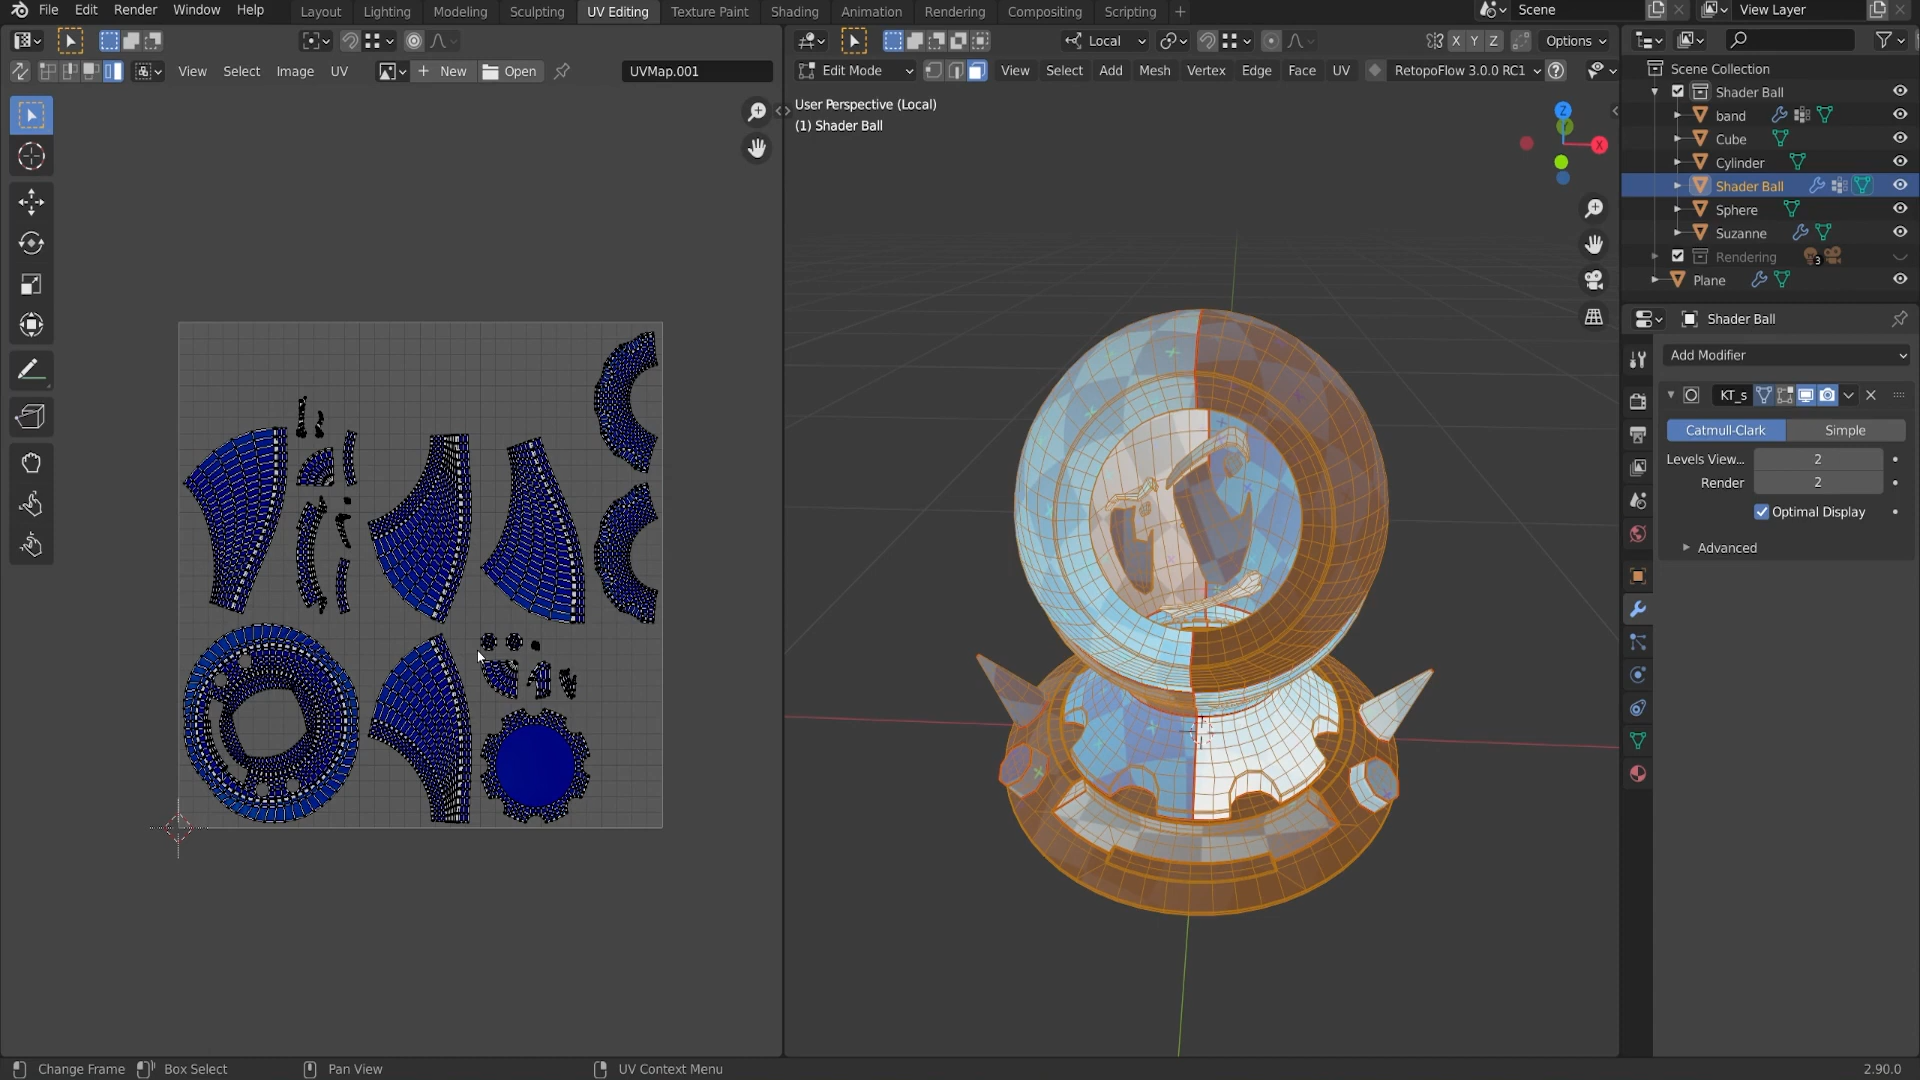 File Edit Render Window Help Layout Lighting Modeling Sculpting UV Editing Texture Paint Shading Animation Rendering Compositing Scripting + Scene View Layer
Local X Y Z Options
View Select Image UV + New Open UVMap.001 Edit Mode View Select Add Mesh Vertex Edge Face UV RetopoFlow 3.0.0 RC1
User Perspective (Local)
(1) Shader Ball
Z
Y
X
Scene Collection
Shader Ball
band
Cube
Cylinder
Shader Ball
Sphere
Suzanne
Rendering 3
Plane
Shader Ball
Add Modifier
KT_s
Catmull-Clark Simple
Levels View... 2
Render 2
Optimal Display
Advanced
Change Frame Box Select Pan View UV Context Menu 2.90.0